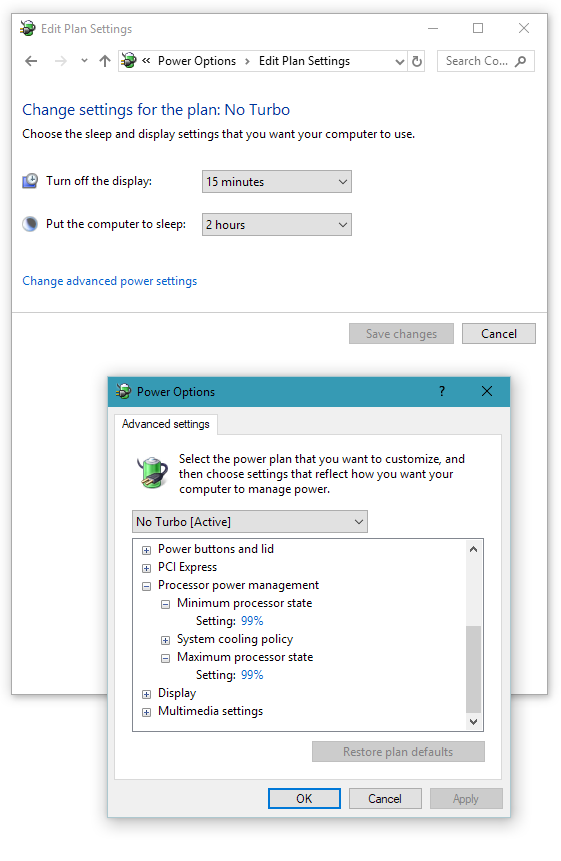 Edit Plan Settings
« Power Options > Edit Plan Settings
Search Co...
Change settings for the plan: No Turbo
Choose the sleep and display settings that you want your computer to use.
Turn off the display: 15 minutes
Put the computer to sleep: 2 hours
Change advanced power settings
Save changes Cancel
Power Options ?
Advanced settings
Select the power plan that you want to customize, and
then choose settings that reflect how you want your
computer to manage power.
No Turbo [Active]
Power buttons and lid
PCI Express
Processor power management
Minimum processor state
Setting: 99%
System cooling policy
Maximum processor state
Setting: 99%
Display
Multimedia settings
Restore plan defaults
OK Cancel Apply